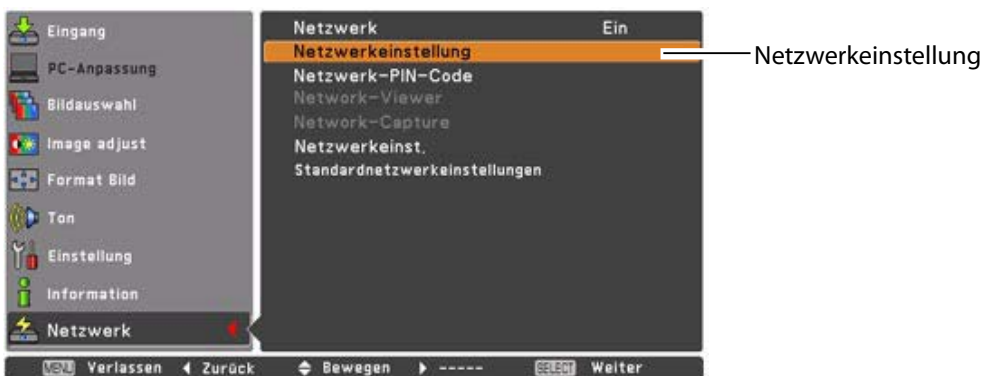 Eingang
PC-Anpassung
Bildauswahl
Image adjust
Format Bild
Ton
Einstellung
Information
Netzwerk
Netzwerk Ein
Netzwerkeinstellung
Netzwerk-PIN-Code
Network-Viewer
Network-Capture
Netzwerkeinst.
Standardnetzwerkeinstellungen
Netzwerkeinstellung
MENU Verlassen Zurück Bewegen ----- SELECT Weiter